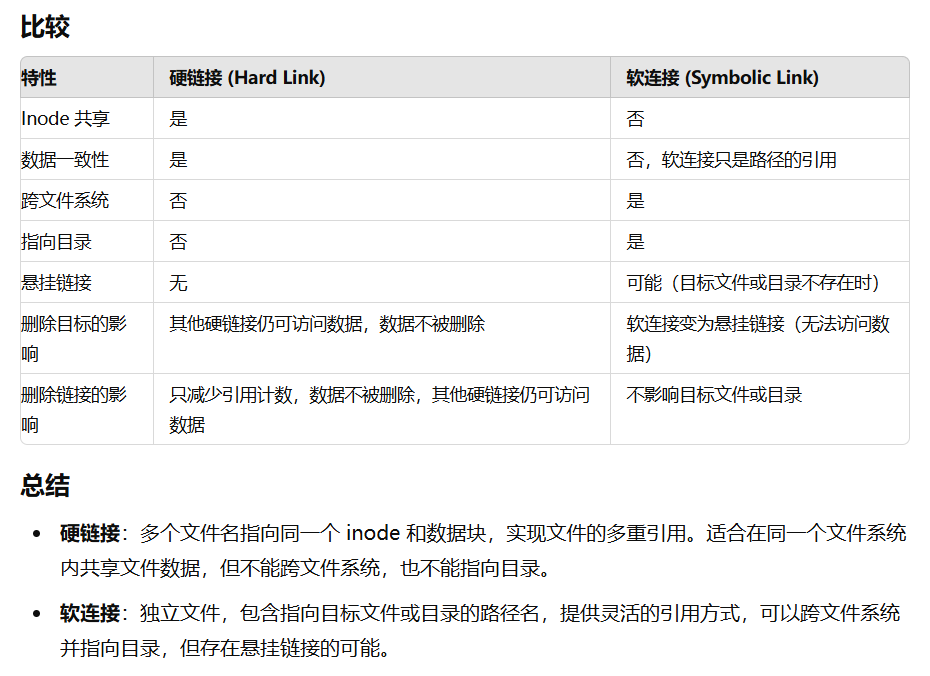 比较
特性 硬链接 (Hard Link) 软连接 (Symbolic Link)
Inode 共享 是 否
数据一致性 是 否，软连接只是路径的引用
跨文件系统 否 是
指向目录 否 是
悬挂链接 无 可能（目标文件或目录不存在时）
删除目标的影 其他硬链接仍可访问数据，数据不被删除 软连接变为悬挂链接（无法访问数
响 据）
删除链接的影 只减少引用计数，数据不被删除，其他硬链接仍可访问 不影响目标文件或目录
响 数据
总结
• 硬链接：多个文件名指向同一个 inode 和数据块，实现文件的多重引用。适合在同一个文件系统
内共享文件数据，但不能跨文件系统，也不能指向目录。
• 软连接：独立文件，包含指向目标文件或目录的路径名，提供灵活的引用方式，可以跨文件系统
并指向目录，但存在悬挂链接的可能。